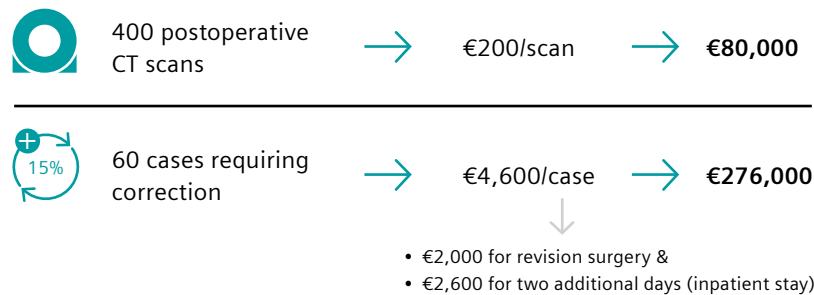 400 postoperative
CT scans
€200/scan
€80,000
15%
60 cases requiring
correction
€4,600/case
€276,000
• €2,000 for revision surgery &
• €2,600 for two additional days (inpatient stay)